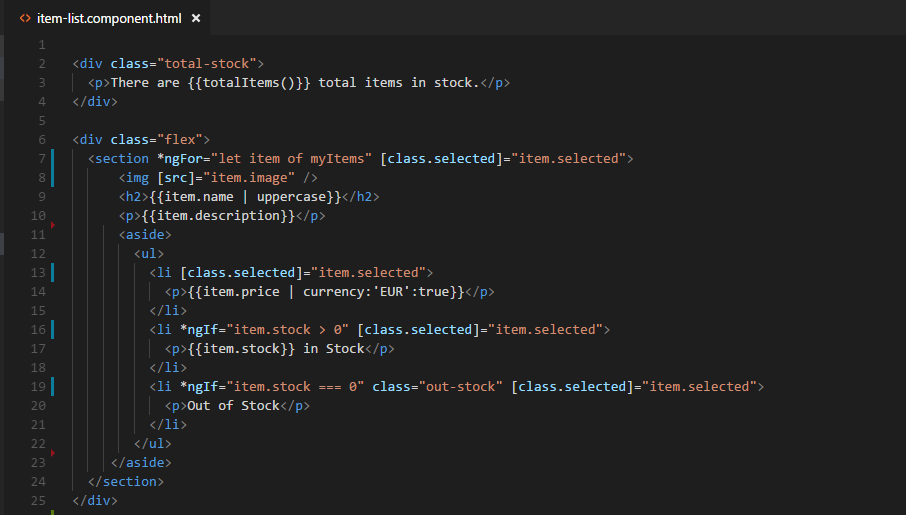 <> item-list.component.html ×
1
2 <div class="total-stock">
3 <p>There are {{totalItems()}} total items in stock.</p>
4 </div>
5
6 <div class="flex">
7 <section *ngFor="let item of myItems" [class.selected]="item.selected">
8 <img [src]="item.image" />
9 <h2>{{item.name | uppercase}}</h2>
10 <p>{{item.description}}</p>
11 <aside>
12 <ul>
13 <li [class.selected]="item.selected">
14 <p>{{item.price | currency:'EUR':true}}</p>
15 </li>
16 <li *ngIf="item.stock > 0" [class.selected]="item.selected">
17 <p>{{item.stock}} in Stock</p>
18 </li>
19 <li *ngIf="item.stock === 0" class="out-stock" [class.selected]="item.selected">
20 <p>Out of Stock</p>
21 </li>
22 </ul>
23 </aside>
24 </section>
25 </div>